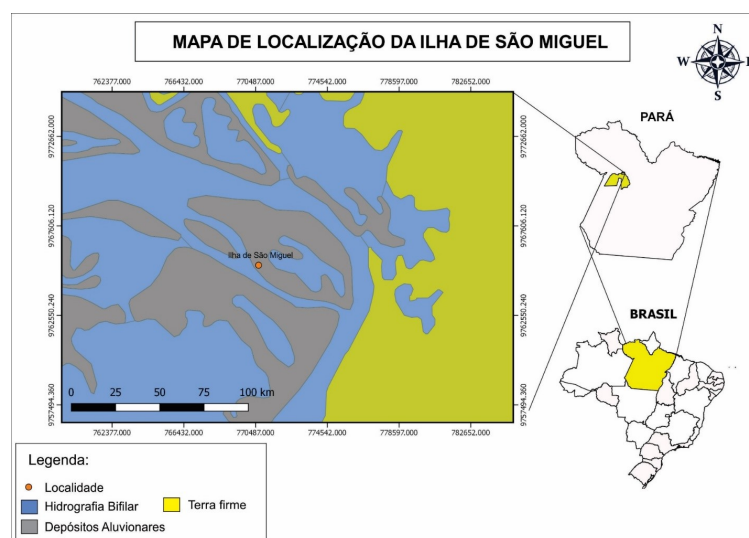 MAPA DE LOCALIZAÇÃO DA ILHA DE SÃO MIGUEL
N
W E
S
762377.000 766432.000 770487.000 774542.000 778597.000 782652.000
9772662.000
9767606.120
9762550.240
9757494.360
Ilha de São Miguel
9772662.000
9767606.120
9762550.240
9757494.360
0 25 50 75 100 km
762377.000 766432.000 770487.000 774542.000 778597.000 782652.000
PARÁ
BRASIL
Legenda:
Localidade
Hidrografia Bifilar Terra firme
Depósitos Aluvionares